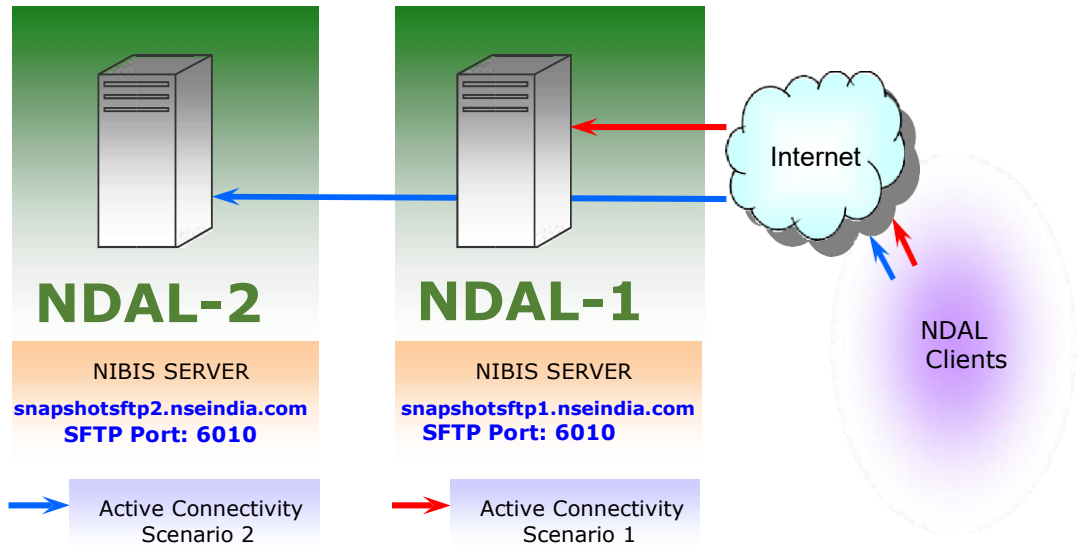 Internet
NDAL
Clients
NDAL-2
NIBIS SERVER
snapshotsftp2.nseindia.com
SFTP Port: 6010
NDAL-1
NIBIS SERVER
snapshotsftp1.nseindia.com
SFTP Port: 6010
Active Connectivity
Scenario 2
Active Connectivity
Scenario 1